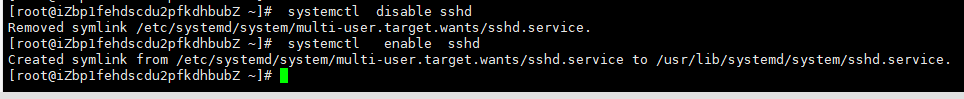 [root@iZbp1fehdscdu2pfkdhbubZ ~]#  systemctl  disable sshd
Removed symlink /etc/systemd/system/multi-user.target.wants/sshd.service.
[root@iZbp1fehdscdu2pfkdhbubZ ~]#  systemctl   enable  sshd
Created symlink from /etc/systemd/system/multi-user.target.wants/sshd.service to /usr/lib/systemd/system/sshd.service.
[root@iZbp1fehdscdu2pfkdhbubZ ~]#